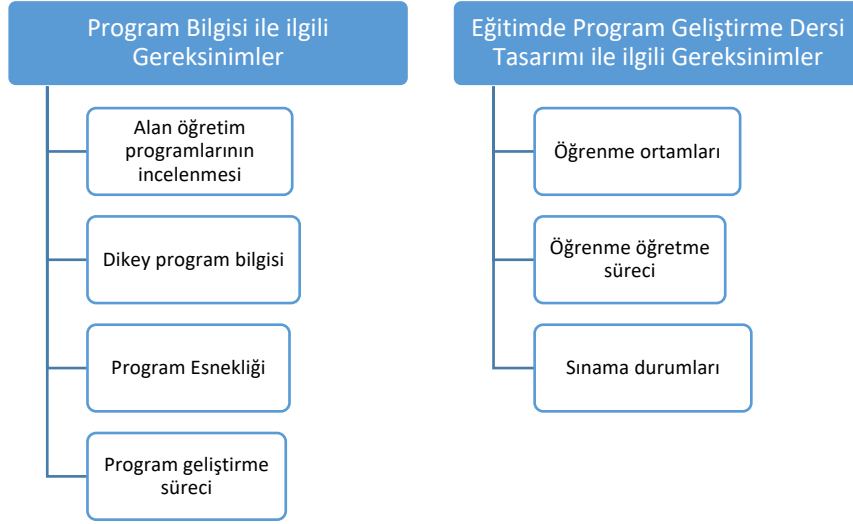 Program Bilgisi ile ilgili
Gereksinimler
Alan öğretim
programlarının
incelenmesi
Dikey program bilgisi
Program Esnekliği
Program geliştirme
süreci
Eğitimde Program Geliştirme Dersi
Tasarımı ile ilgili Gereksinimler
Öğrenme ortamları
Öğrenme öğretme
süreci
Sınama durumları